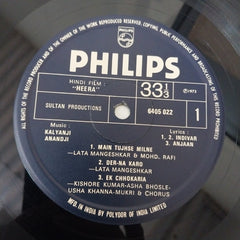 ALL RIGHTS OF THE RECORD PRODUCER AND OF THE OWNER OF THE RECORDED WORK RESERVED
COPYING, PUBLIC PERFORMANCE AND BROADCASTING OF THIS RECORD PROHIBITED
PHILIPS
HINDI FILM :
"HEERA"
33⅓
℗ 1973
SULTAN PRODUCTIONS
6405 022
1
Music :
KALYANJI
ANANDJI
Lyrics :
1. 2. INDIVAR
3. ANJAAN
1. MAIN TUJHSE MILNE
—LATA MANGESHKAR & MOHD. RAFI
2. DER-NA KARO
—LATA MANGESHKAR
3. EK CHHOKARIA
—KISHORE KUMAR-ASHA BHOSLE-
USHA KHANNA-MUKRI & CHORUS
MFD. IN INDIA BY POLYDOR OF INDIA LIMITED